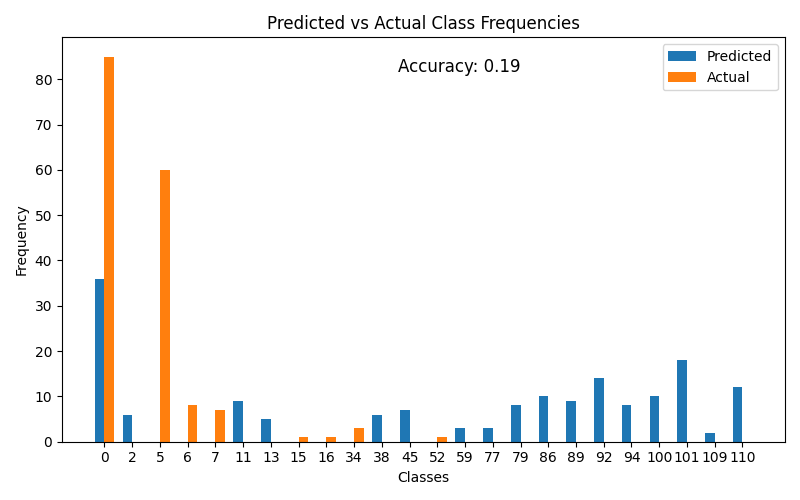 Predicted vs Actual Class Frequencies
Accuracy: 0.19
Predicted
Actual
Frequency
80
70
60
50
40
30
20
10
0
0 2 5 6 7 11 13 15 16 34 38 45 52 59 77 79 86 89 92 94 100 101 109 110
Classes